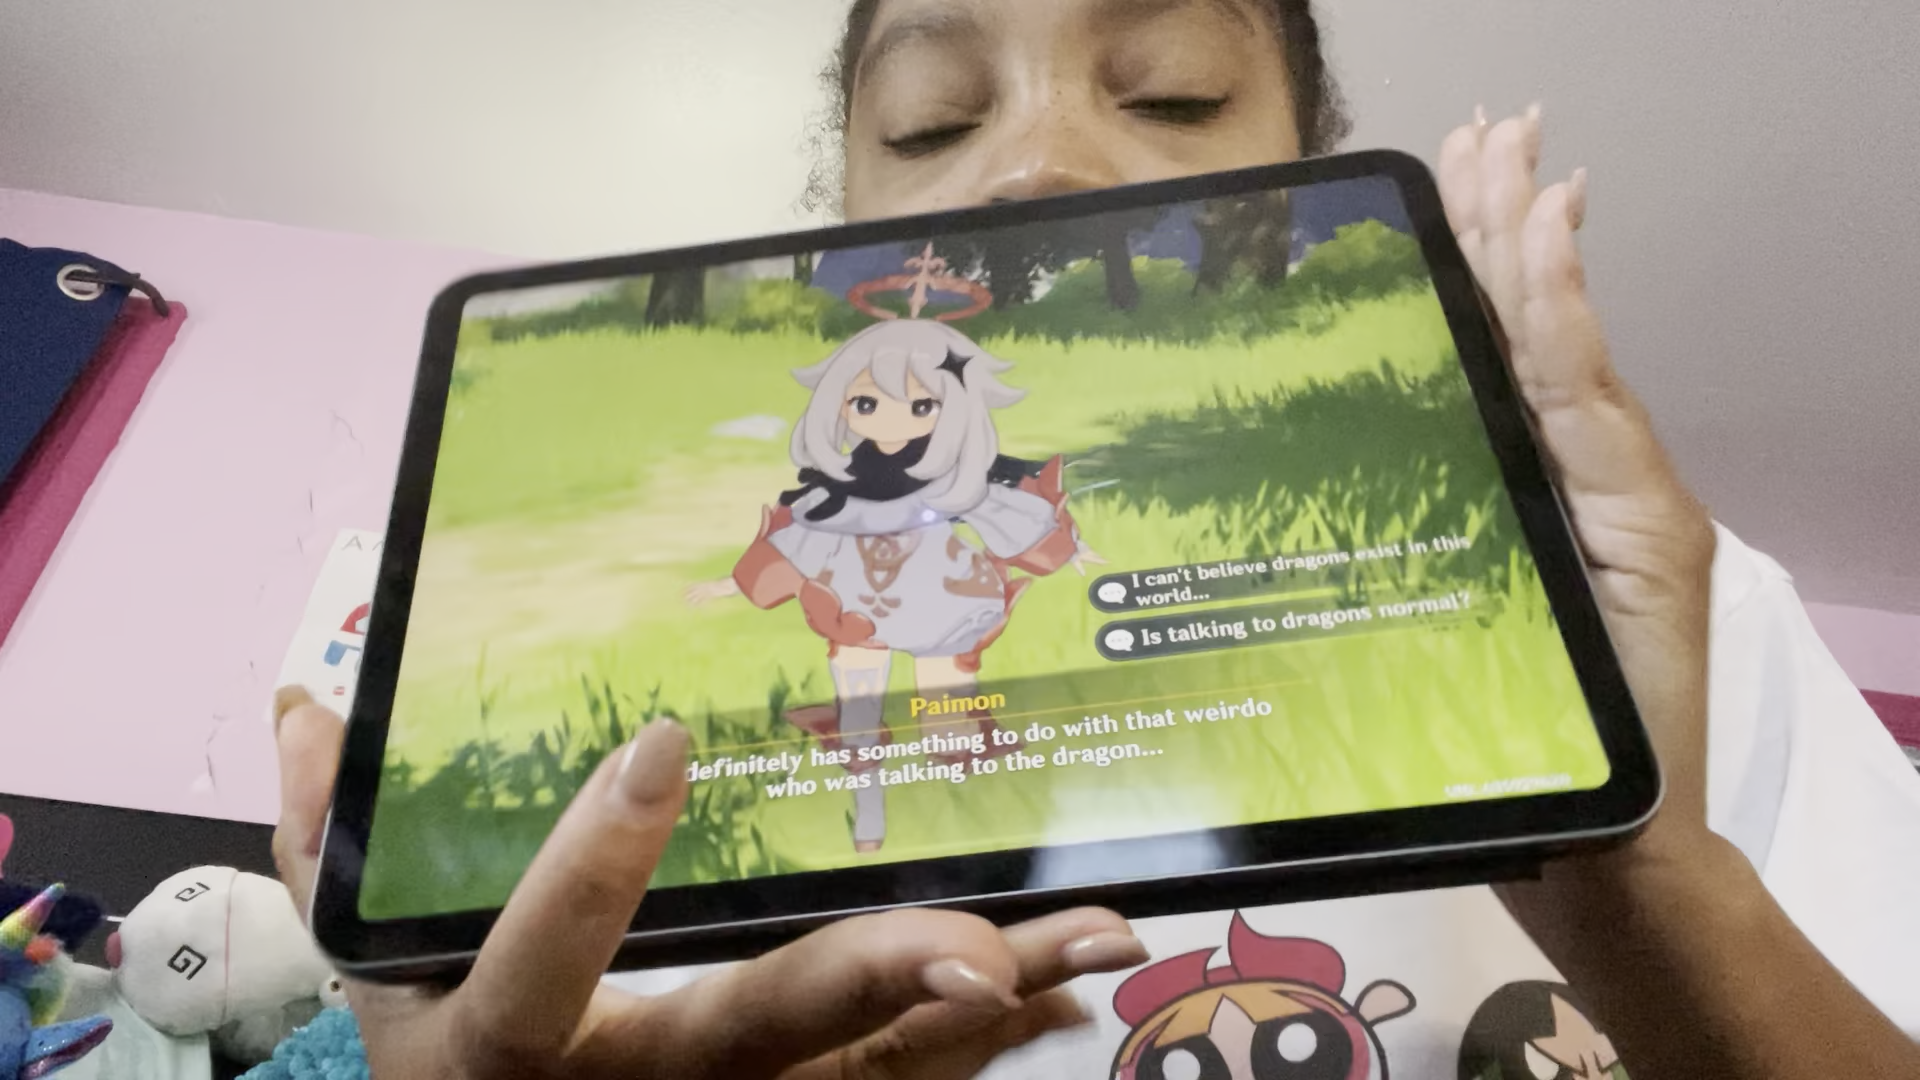 I can't believe dragons exist in this
world...
Is talking to dragons normal?
Paimon
definitely has something to do with that weirdo
who was talking to the dragon...